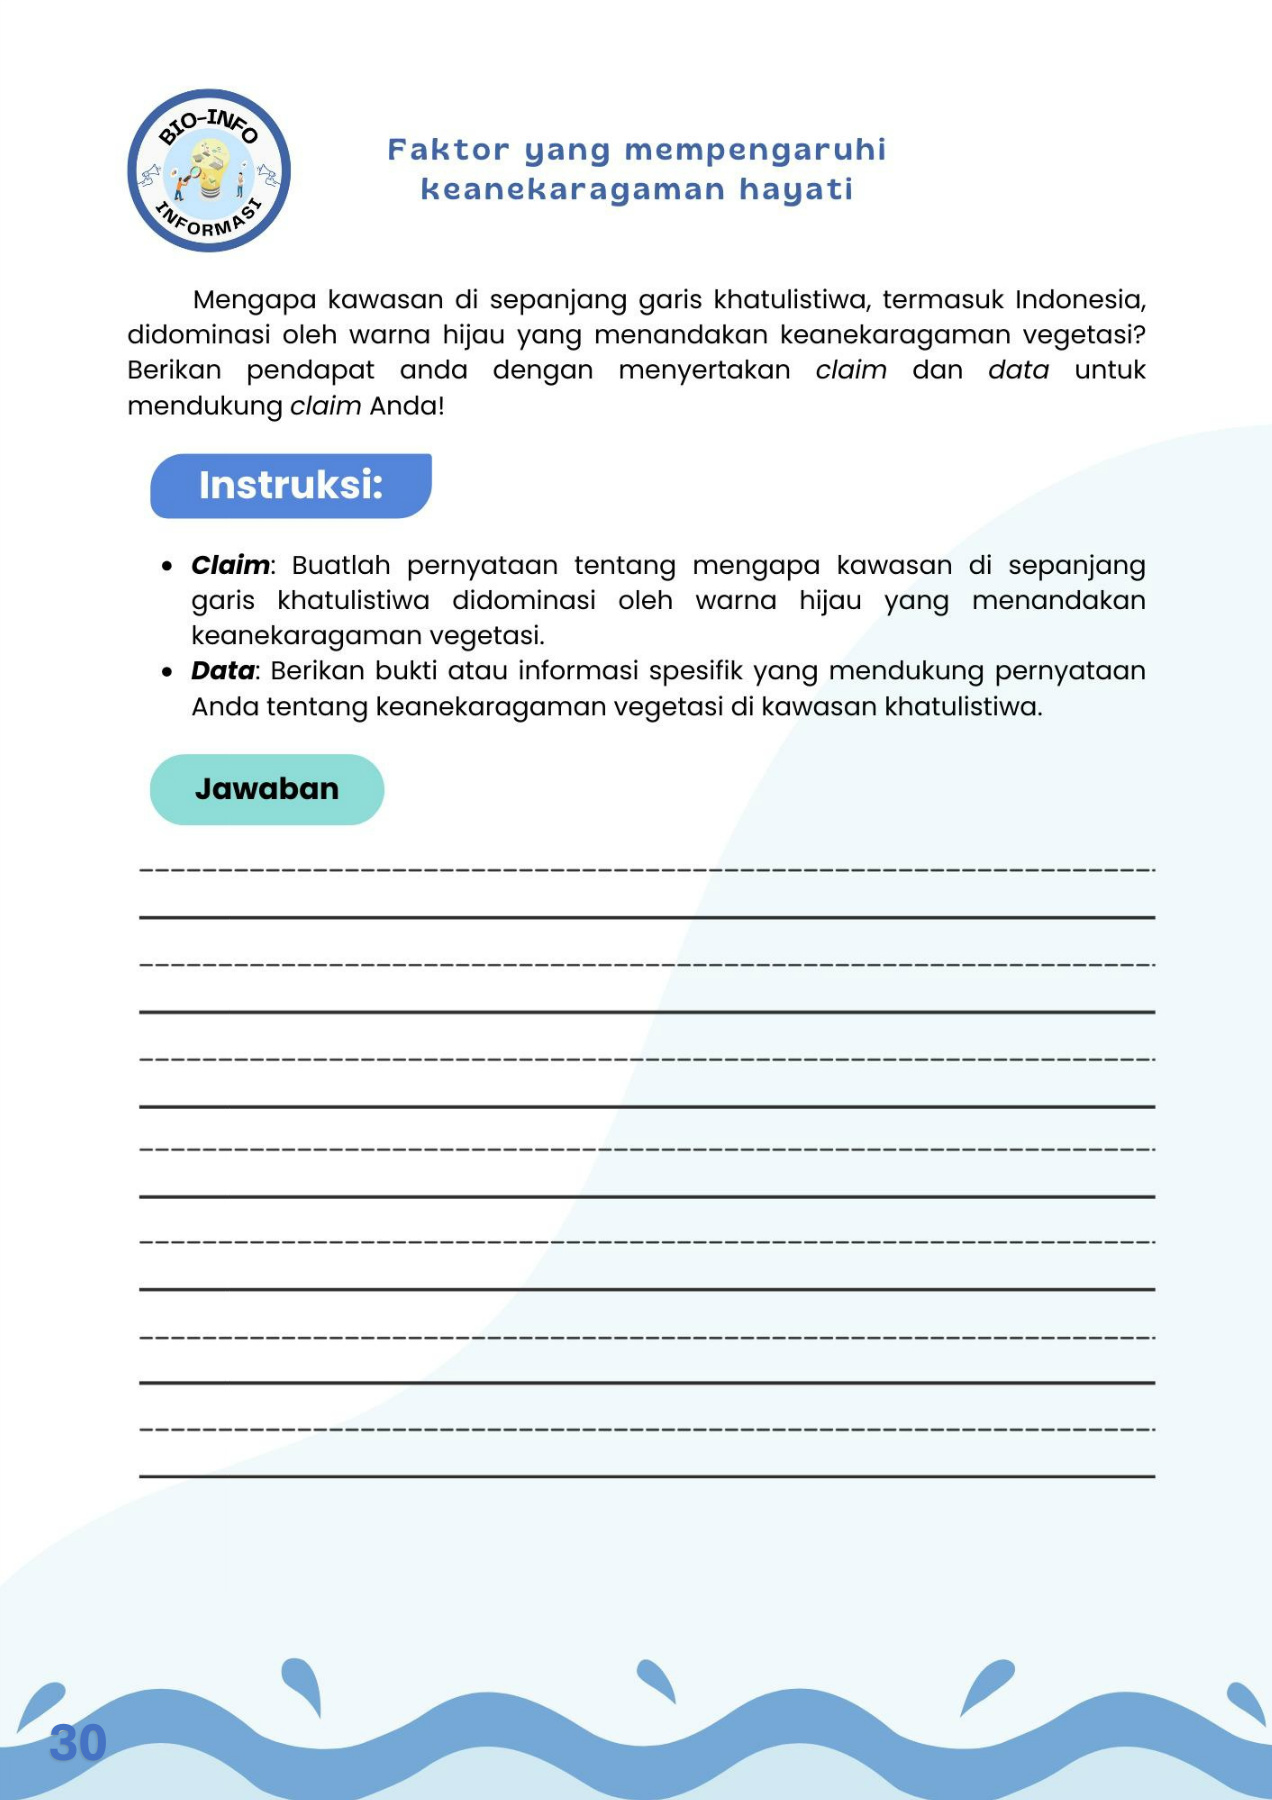 BIO-INFO
INFORMASI
Faktor yang mempengaruhi
keanekaragaman hayati
Mengapa kawasan di sepanjang garis khatulistiwa, termasuk Indonesia,
didominasi oleh warna hijau yang menandakan keanekaragaman vegetasi?
Berikan pendapat anda dengan menyertakan claim dan data untuk
mendukung claim Anda!
Instruksi:
• Claim: Buatlah pernyataan tentang mengapa kawasan di sepanjang
garis khatulistiwa didominasi oleh warna hijau yang menandakan
keanekaragaman vegetasi.
• Data: Berikan bukti atau informasi spesifik yang mendukung pernyataan
Anda tentang keanekaragaman vegetasi di kawasan khatulistiwa.
Jawaban
30